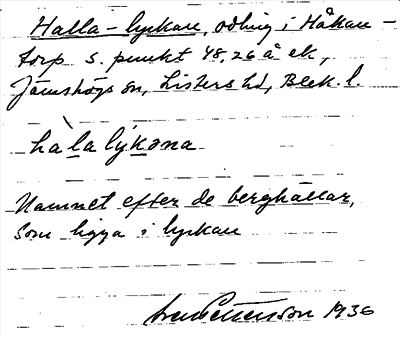 Halla-lyckan, odling i Håkan-
torp s. punkt 48,26 å ek,
Jämshögs sn, Listers hd, Blek. l.
hàlalýkəna
Namnet efter de berghällar,
som ligga i lyckan
1936